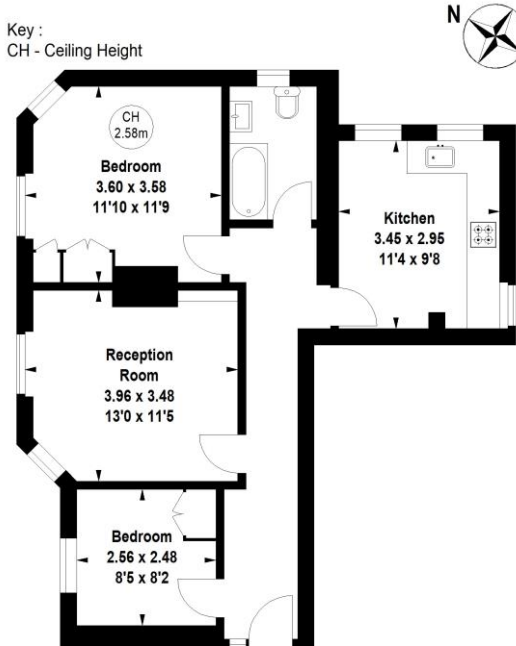 Key :
CH - Ceiling Height
N
CH
2.58m
Bedroom
3.60 x 3.58
11'10 x 11'9
Kitchen
3.45 x 2.95
11'4 x 9'8
Reception
Room
3.96 x 3.48
13'0 x 11'5
Bedroom
2.56 x 2.48
8'5 x 8'2